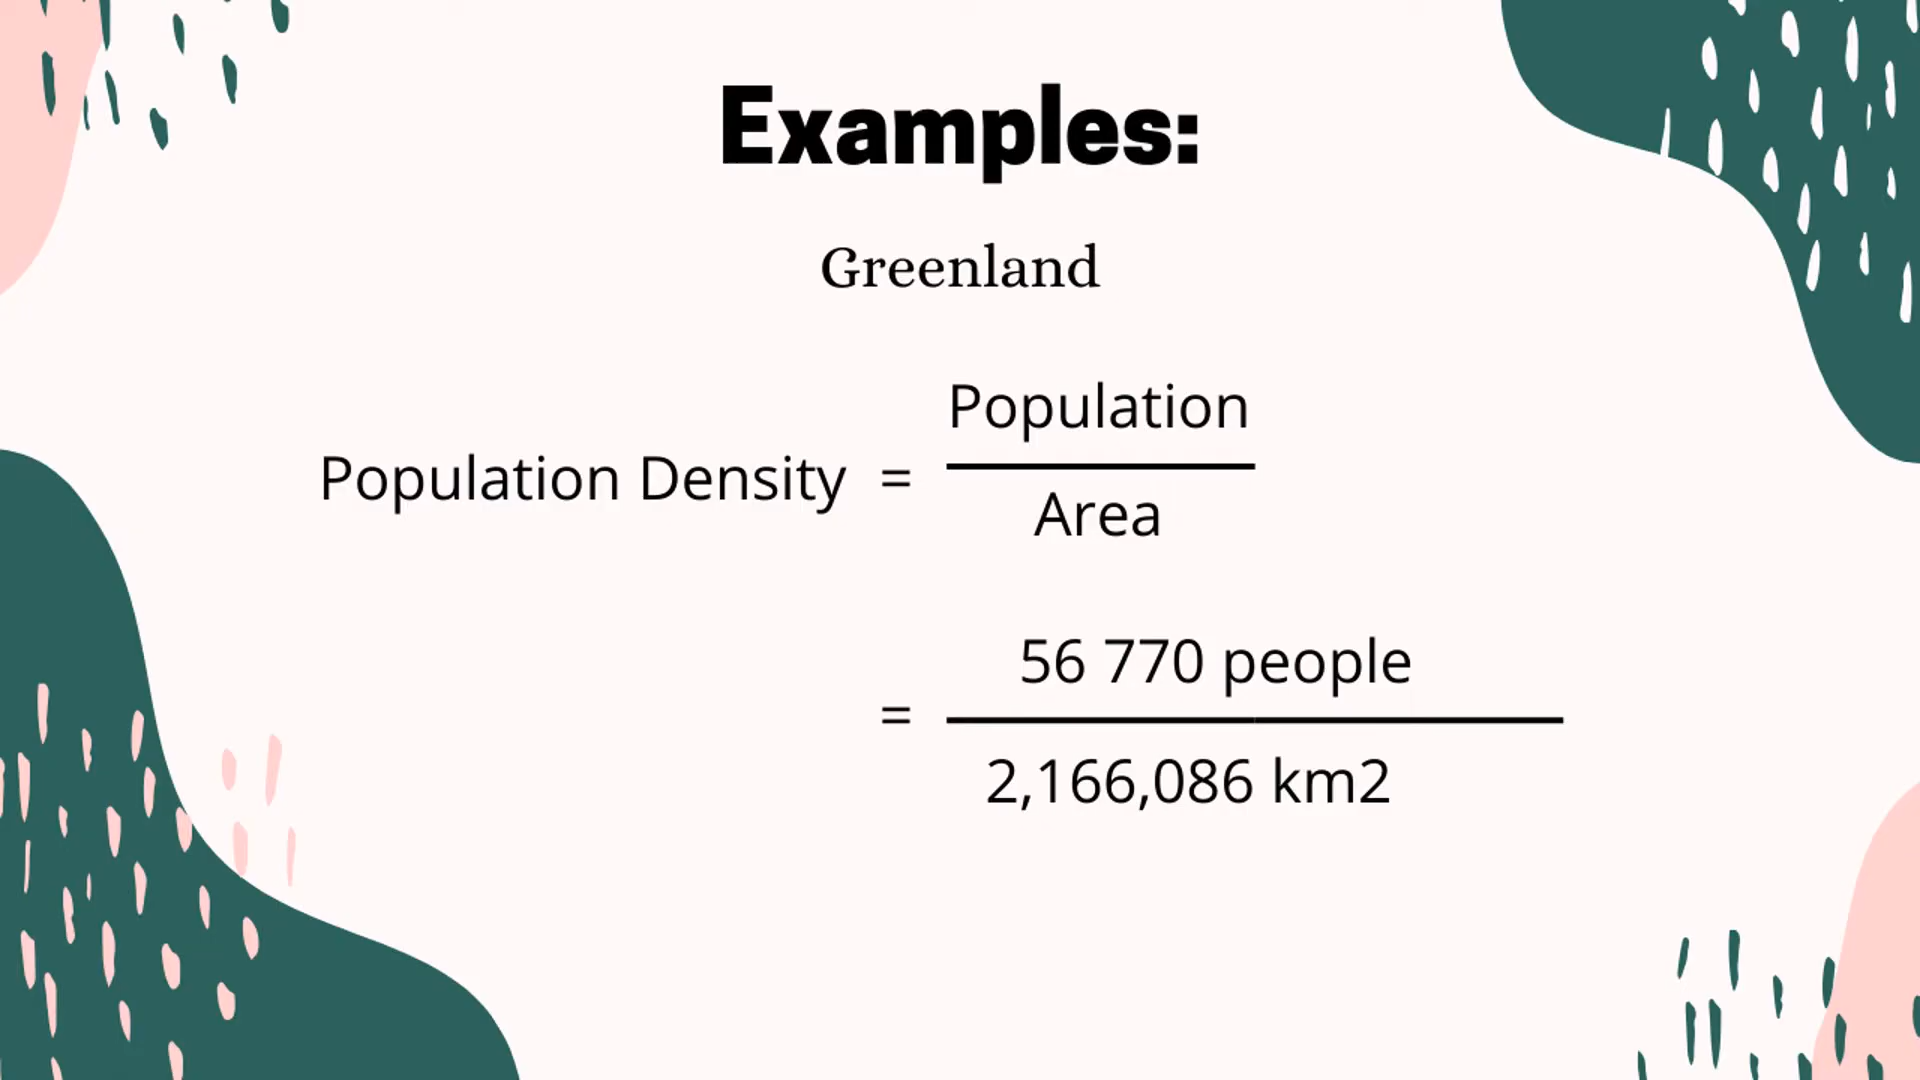 Examples:
Greenland
Population
Population Density =
Area
56 770 people
=
2,166,086 km2